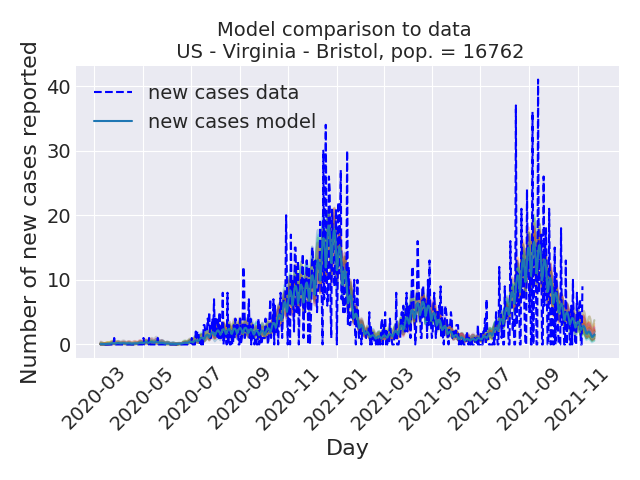 Model comparison to data
US - Virginia - Bristol, pop. = 16762
Number of new cases reported
40
30
20
10
0
new cases data
new cases model
2020-03
2020-05
2020-07
2020-09
2020-11
2021-01
2021-03
2021-05
2021-07
2021-09
2021-11
Day